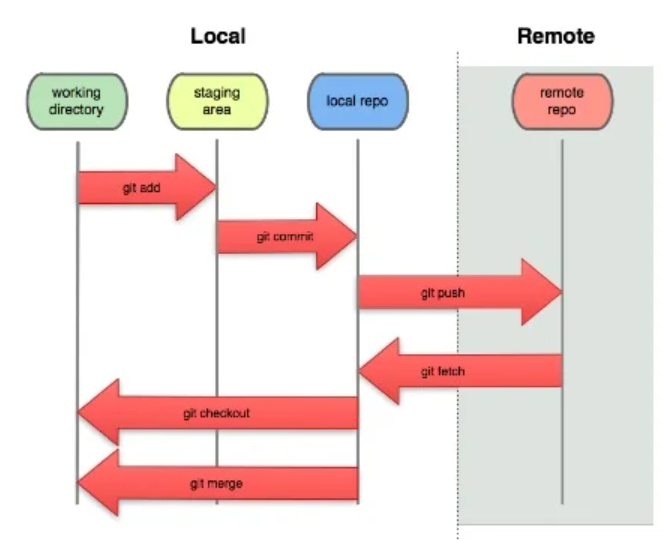 Local
Remote
working
directory
staging
area
local repo
remote
repo
git add
git commit
git push
git fetch
git checkout
git merge